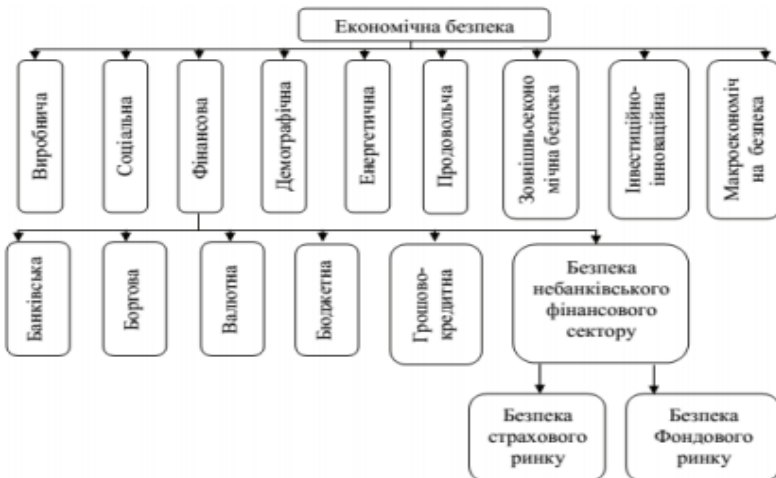 Економічна безпека
Виробнича
Соціальна
Фінансова
Демографічна
Енергетична
Продовольча
Зовнішньоеконо
мічна безпека
Інвестиційно-
інноваційна
Макроекономіч
на безпека
Банківська
Боргова
Валютна
Бюджетна
Грошово-
кредитна
Безпека
небанківського
фінансового
сектору
Безпека
страхового
ринку
Безпека
Фондового
ринку